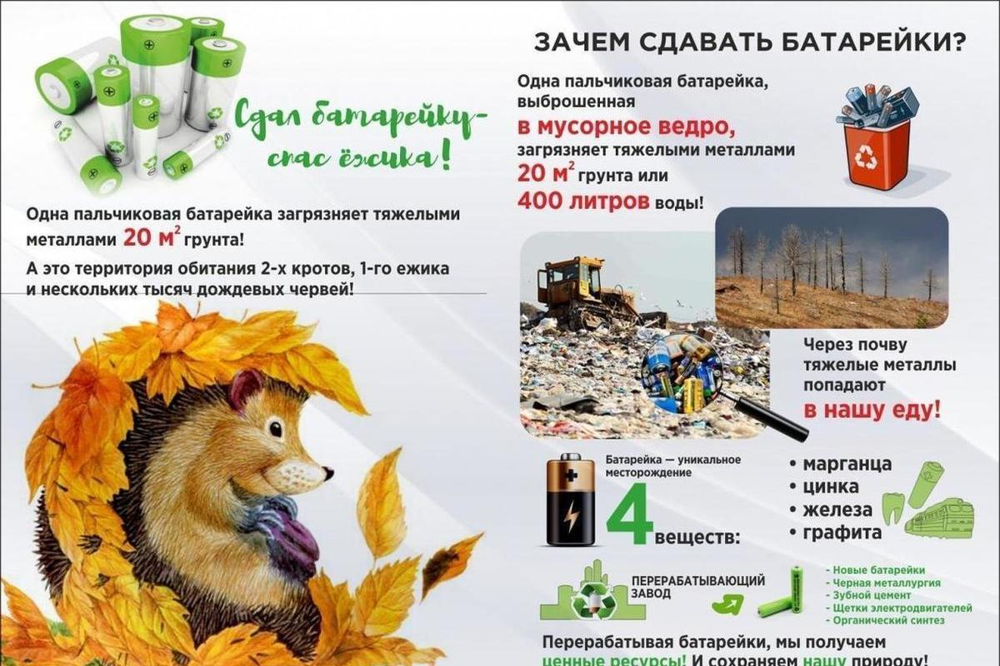 Сдал батарейку-
спас ёжика!
Одна пальчиковая батарейка загрязняет тяжелыми
металлами 20 м² грунта!
А это территория обитания 2-х кротов, 1-го ежика
и нескольких тысяч дождевых червей!
ЗАЧЕМ СДАВАТЬ БАТАРЕЙКИ?
Одна пальчиковая батарейка,
выброшенная
в мусорное ведро,
загрязняет тяжелыми металлами
20 м² грунта или
400 литров воды!
Через почву
тяжелые металлы
попадают
в нашу еду!
Батарейка — уникальное
месторождение
4 веществ:
• марганца
• цинка
• железа
• графита
ПЕРЕРАБАТЫВАЮЩИЙ
ЗАВОД
- Новые батарейки
- Черная металлургия
- Зубной цемент
- Щетки электродвигателей
- Органический синтез
Перерабатывая батарейки, мы получаем
ценные ресурсы! И сохраняем нашу природу!